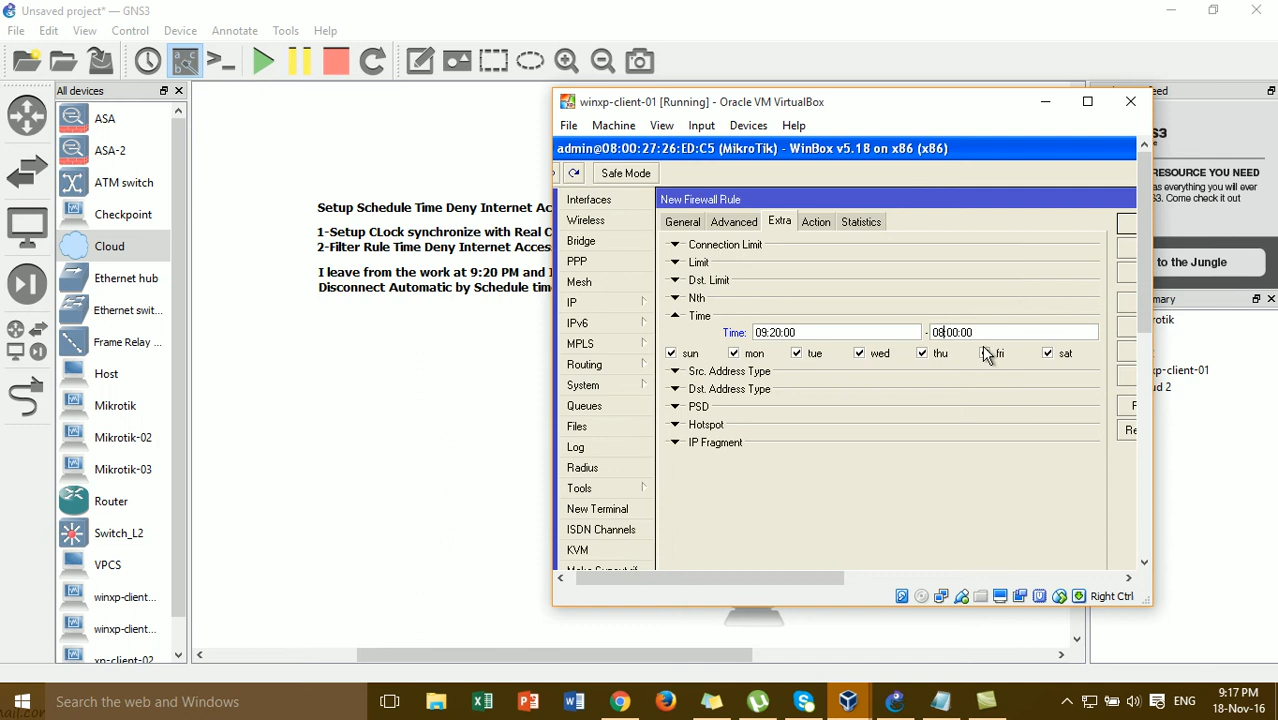 Unsaved project* — GNS3
File Edit View Control Device Annotate Tools Help
All devices
ASA
ASA-2
ATM switch
Checkpoint
Cloud
Ethernet hub
Ethernet swit...
Frame Relay ...
Host
Mikrotik
Mikrotik-02
Mikrotik-03
Router
Switch_L2
VPCS
winxp-client...
winxp-client...
xp-client-02
Setup Schedule Time Deny Internet Ac
1-Setup CLock synchronize with Real C
2-Filter Rule Time Deny Internet Acces
I leave from the work at 9:20 PM and I
Disconnect Automatic by Schedule time
winxp-client-01 [Running] - Oracle VM VirtualBox
File Machine View Input Devices Help
admin@08:00:27:26:ED:C5 (MikroTik) - WinBox v5.18 on x86 (x86)
Safe Mode
Interfaces
Wireless
Bridge
PPP
Mesh
IP
IPv6
MPLS
Routing
System
Queues
Files
Log
Radius
Tools
New Terminal
ISDN Channels
KVM
New Firewall Rule
General Advanced Extra Action Statistics
Connection Limit
Limit
Dst. Limit
Nth
Time
Time: 09:20:00 - 08:00:00
sun mon tue wed thu fri sat
Src. Address Type
Dst. Address Type
PSD
Hotspot
IP Fragment
Re
Right Ctrl
eed
S3
RESOURCE YOU NEED
as everything you will ever
S3. Come check it out!
to the Jungle
mary
rotik
xp-client-01
ud 2
Search the web and Windows
ENG
9:17 PM
18-Nov-16